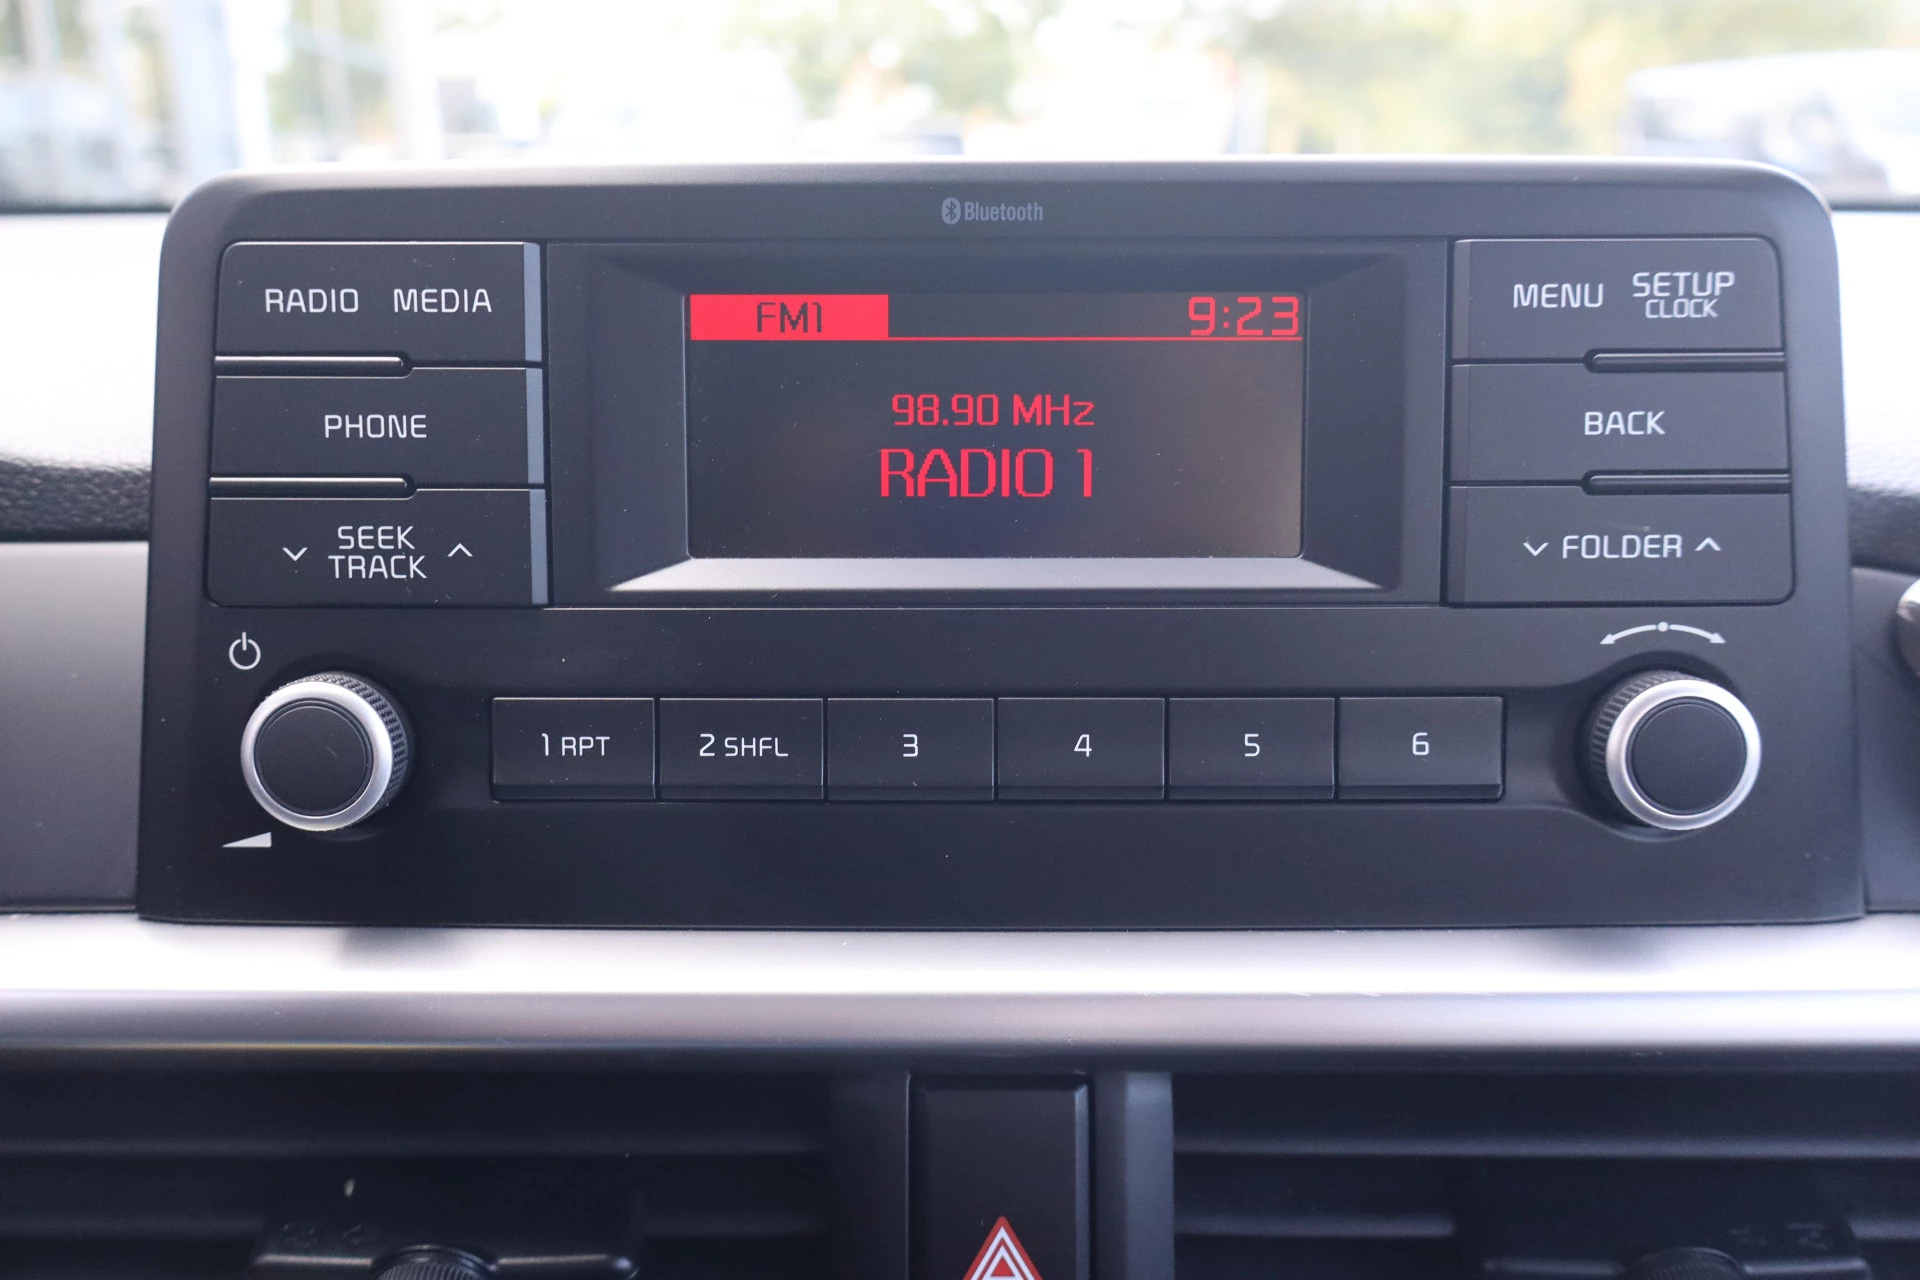 Bluetooth
RADIO MEDIA
PHONE
SEEK
TRACK
FM1 9:23
98.90 MHz
RADIO 1
MENU SETUP
CLOCK
BACK
FOLDER
1 RPT 2 SHFL 3 4 5 6